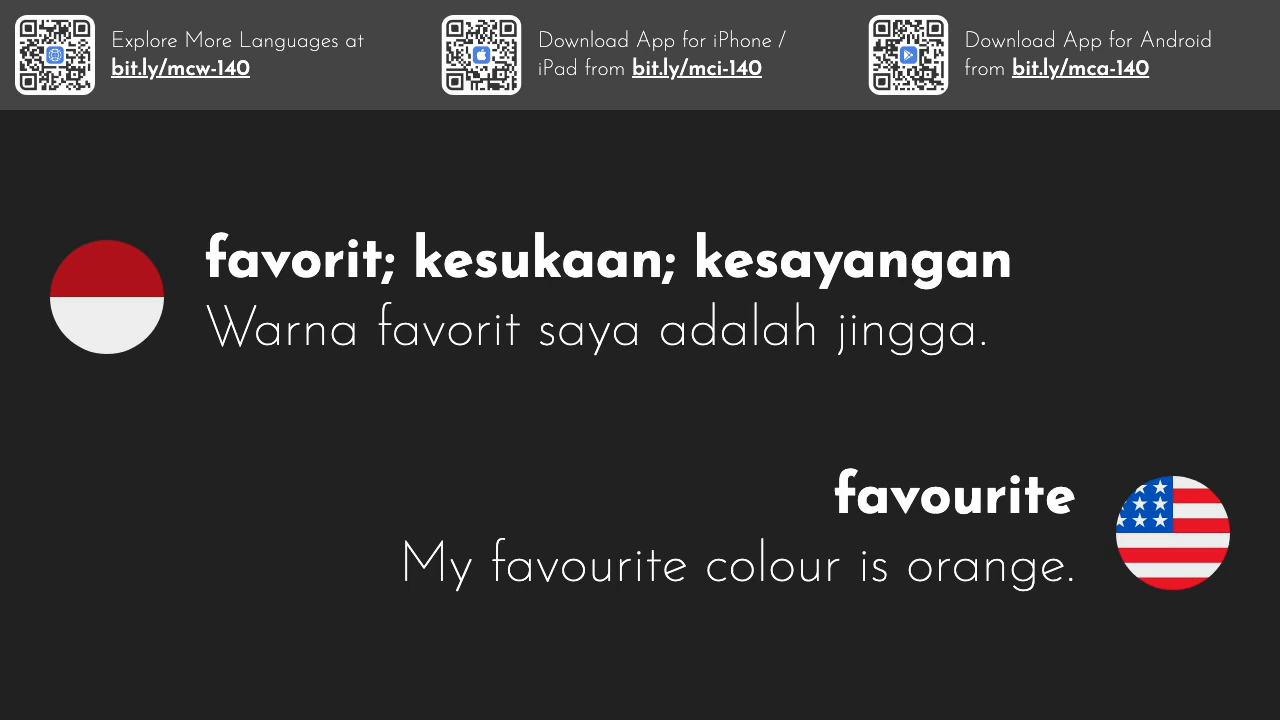 Explore More Languages at
bit.ly/mcw-140
Download App for iPhone /
iPad from bit.ly/mci-140
Download App for Android
from bit.ly/mca-140
favorit; kesukaan; kesayangan
Warna favorit saya adalah jingga.
favourite
My favourite colour is orange.